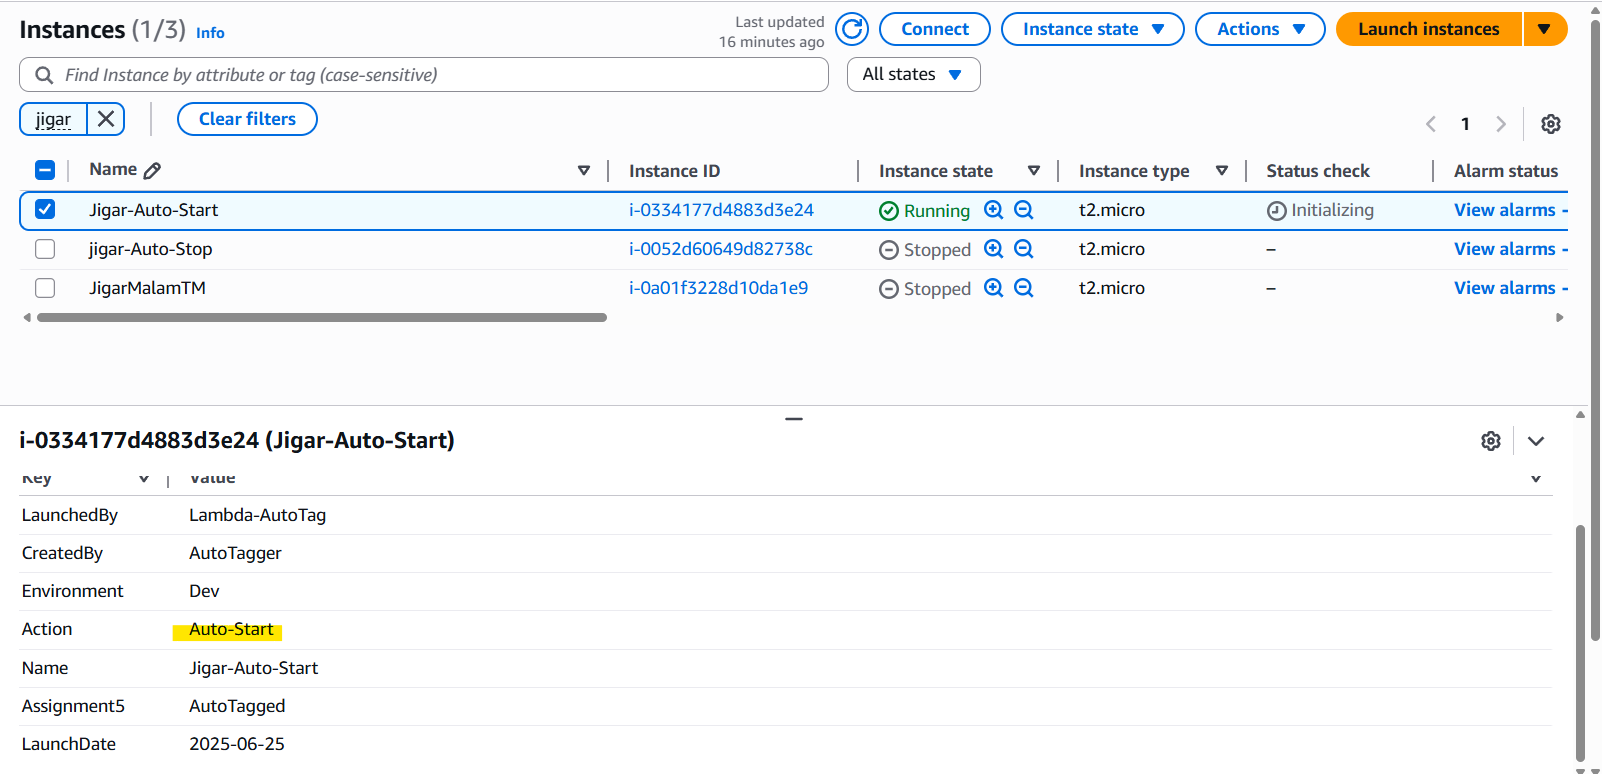 Instances (1/3) Info
Last updated
16 minutes ago
Connect
Instance state
Actions
Launch instances
Find Instance by attribute or tag (case-sensitive)
All states
jigar
Clear filters
1
Name Instance ID Instance state Instance type Status check Alarm status
Jigar-Auto-Start i-0334177d4883d3e24 Running t2.micro Initializing View alarms
jigar-Auto-Stop i-0052d60649d82738c Stopped t2.micro – View alarms
JigarMalamTM i-0a01f3228d10da1e9 Stopped t2.micro – View alarms
i-0334177d4883d3e24 (Jigar-Auto-Start)
Key Value
LaunchedBy Lambda-AutoTag
CreatedBy AutoTagger
Environment Dev
Action Auto-Start
Name Jigar-Auto-Start
Assignment5 AutoTagged
LaunchDate 2025-06-25